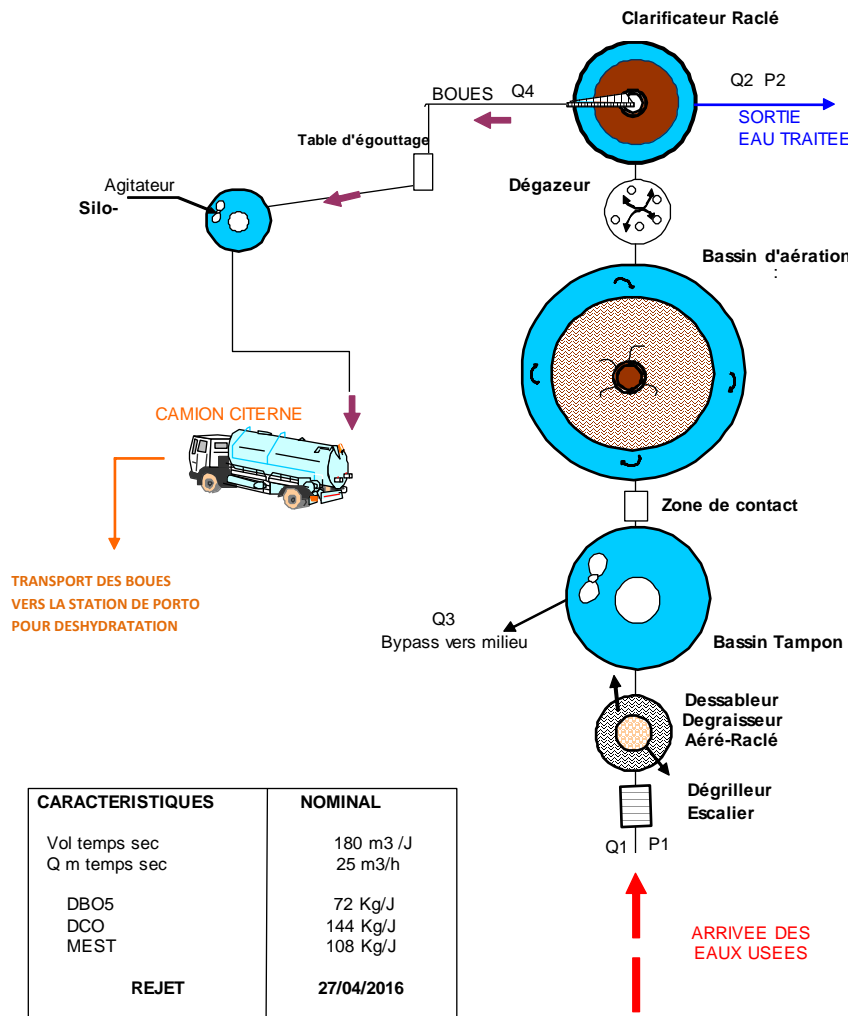 Clarificateur Raclé
Q2 P2
BOUES Q4
SORTIE
EAU TRAITEE
Table d'égouttage
Dégazeur
Agitateur
Silo-
Bassin d'aération
:
CAMION CITERNE
Zone de contact
TRANSPORT DES BOUES
VERS LA STATION DE PORTO
POUR DESHYDRATATION
Q3
Bypass vers milieu
Bassin Tampon
Dessableur
Degraisseur
Aéré-Raclé
Dégrilleur
Escalier
Q1 P1
ARRIVEE DES
EAUX USEES
CARACTERISTIQUES NOMINAL
Vol temps sec 180 m3 /J
Q m temps sec 25 m3/h
DBO5 72 Kg/J
DCO 144 Kg/J
MEST 108 Kg/J
REJET 27/04/2016